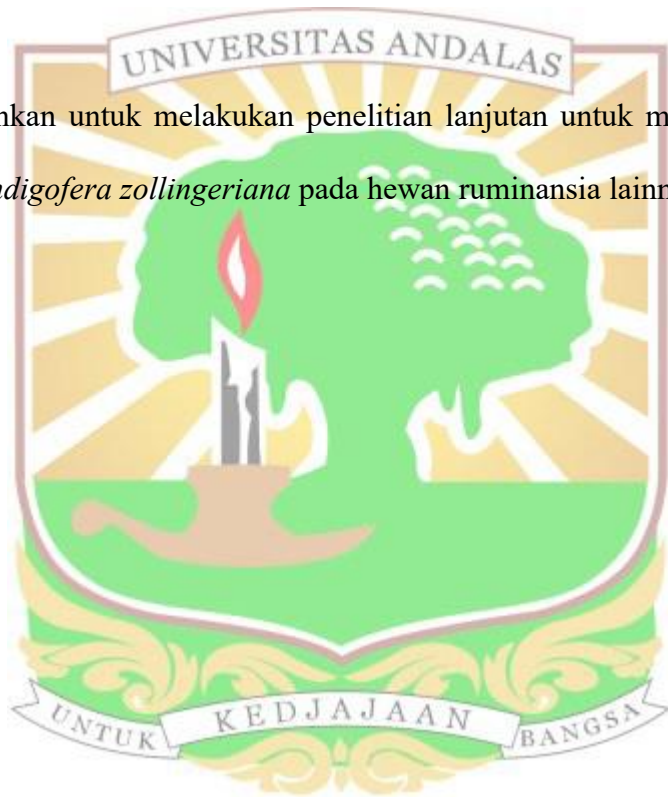 UNIVERSITAS ANDALAS
nkan untuk melakukan penelitian lanjutan untuk m
ndigofera zollingeriana pada hewan ruminansia lainn
UNTUK KEDJAJAAN BANGSA